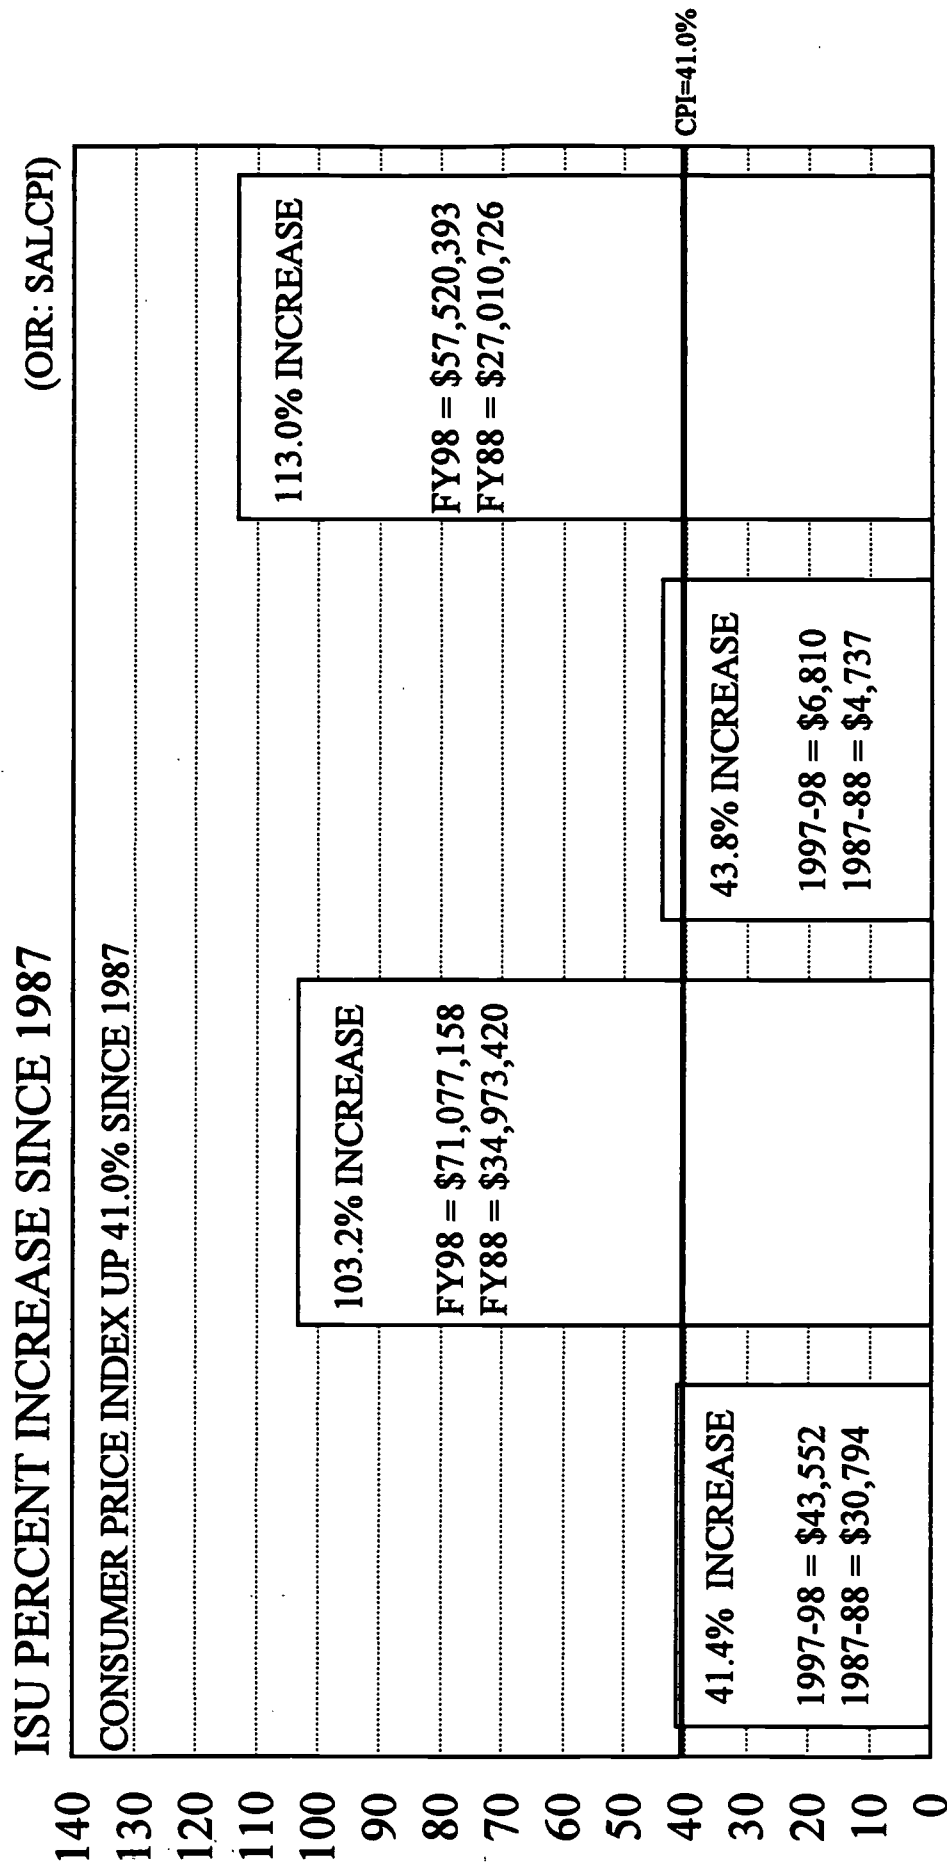 ISU PERCENT INCREASE SINCE 1987
(OIR: SALCPI)
CONSUMER PRICE INDEX UP 41.0% SINCE 1987
140
130
120
110
100
90
80
70
60
50
40
30
20
10
0
41.4% INCREASE
1997-98 = $43,552
1987-88 = $30,794
103.2% INCREASE
FY98 = $71,077,158
FY88 = $34,973,420
43.8% INCREASE
1997-98 = $6,810
1987-88 = $4,737
113.0% INCREASE
FY98 = $57,520,393
FY88 = $27,010,726
CPI=41.0%